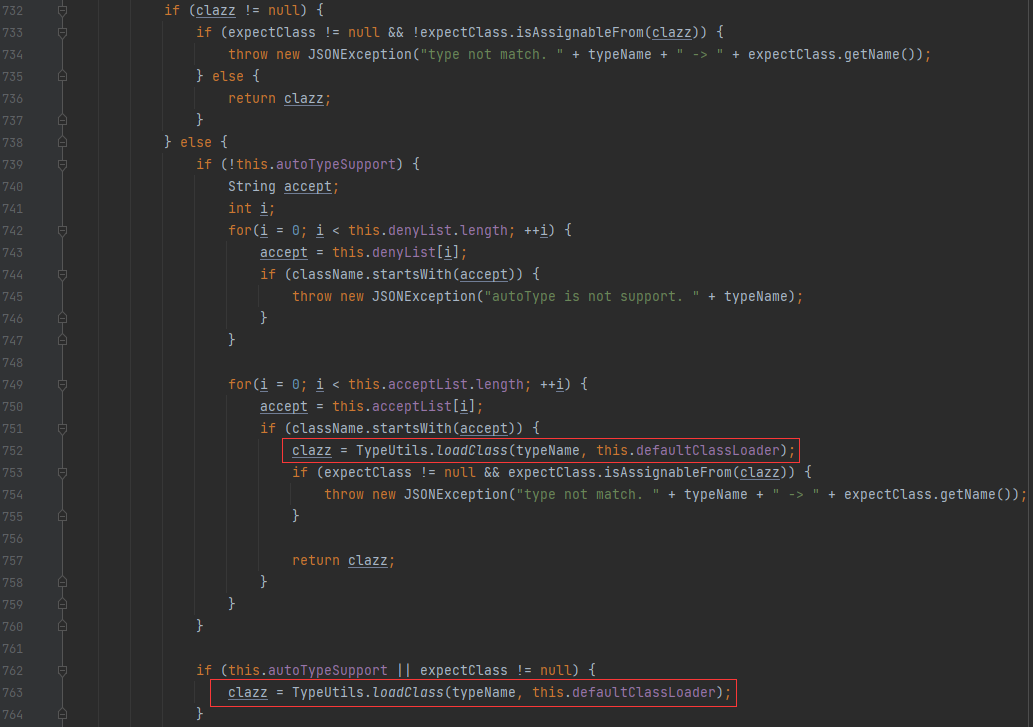 732 if (clazz != null) {
733 if (expectClass != null && !expectClass.isAssignableFrom(clazz)) {
734 throw new JSONException("type not match. " + typeName + " -> " + expectClass.getName());
735 } else {
736 return clazz;
737 }
738 } else {
739 if (!this.autoTypeSupport) {
740 String accept;
741 int i;
742 for(i = 0; i < this.denyList.length; ++i) {
743 accept = this.denyList[i];
744 if (className.startsWith(accept)) {
745 throw new JSONException("autoType is not support. " + typeName);
746 }
747 }
748
749 for(i = 0; i < this.acceptList.length; ++i) {
750 accept = this.acceptList[i];
751 if (className.startsWith(accept)) {
752 clazz = TypeUtils.loadClass(typeName, this.defaultClassLoader);
753 if (expectClass != null && expectClass.isAssignableFrom(clazz)) {
754 throw new JSONException("type not match. " + typeName + " -> " + expectClass.getName());
755 }
756
757 return clazz;
758 }
759 }
760 }
761
762 if (this.autoTypeSupport || expectClass != null) {
763 clazz = TypeUtils.loadClass(typeName, this.defaultClassLoader);
764 }